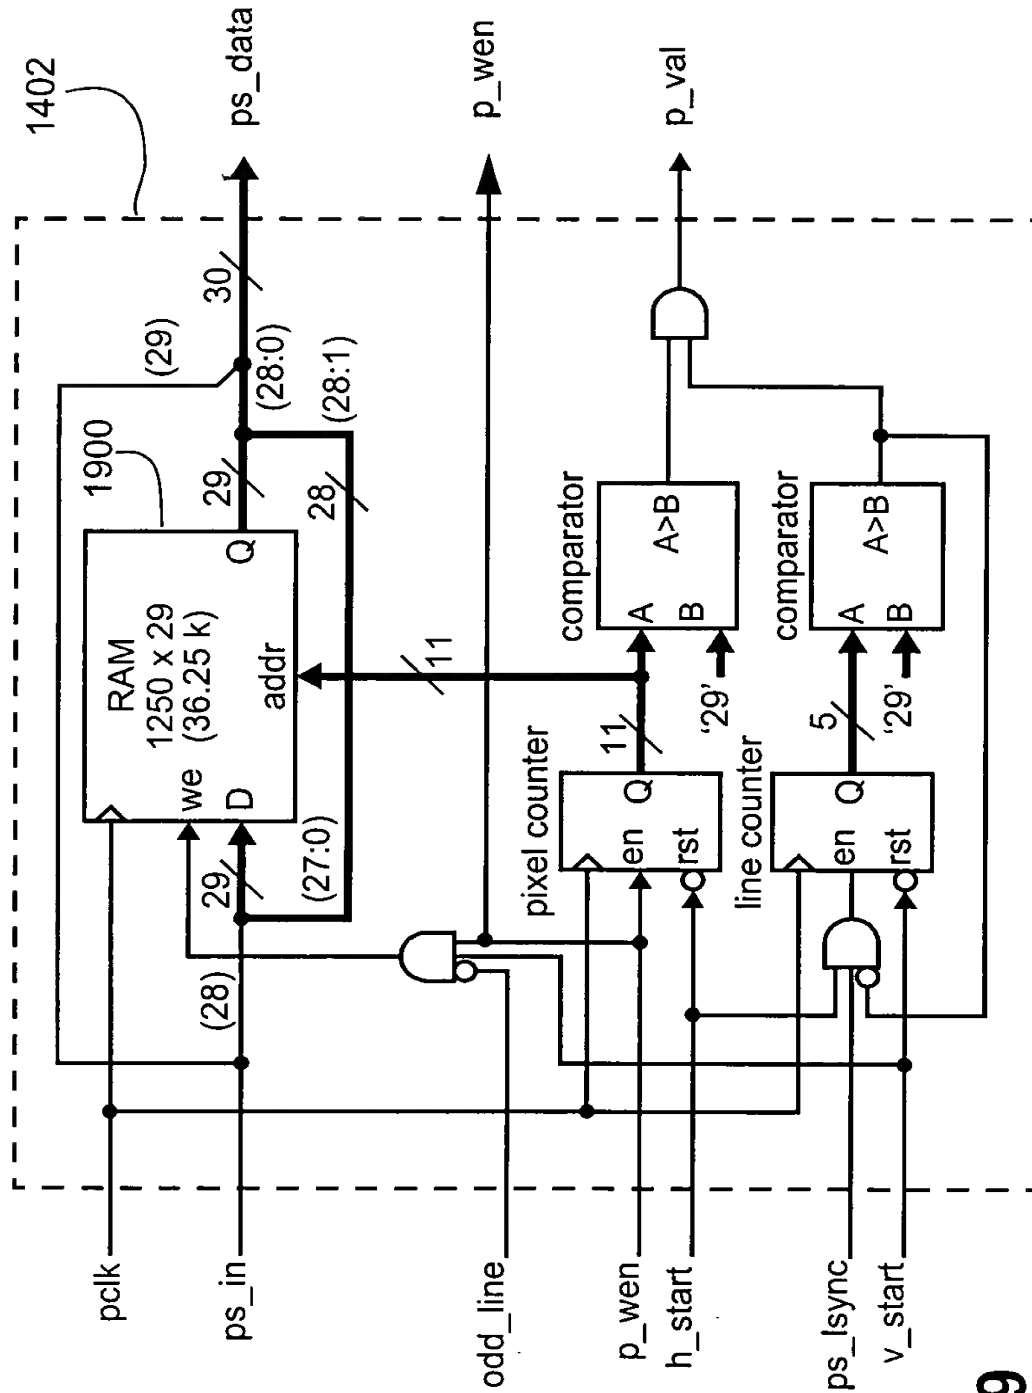 1402
ps_data
p_wen
p_val
(29)
30
(28:0)
(28:1)
1900
29
28
RAM
1250 x 29
(36.25 k)
Q
addr
we
D
29
(27:0)
(28)
11
comparator
A>B
A
B
'29'
comparator
A>B
A
B
'29'
pixel counter
11
Q
en
rst
line counter
5
Q
en
rst
pclk
ps_in
odd_line
p_wen
h_start
ps_lsync
v_start
9